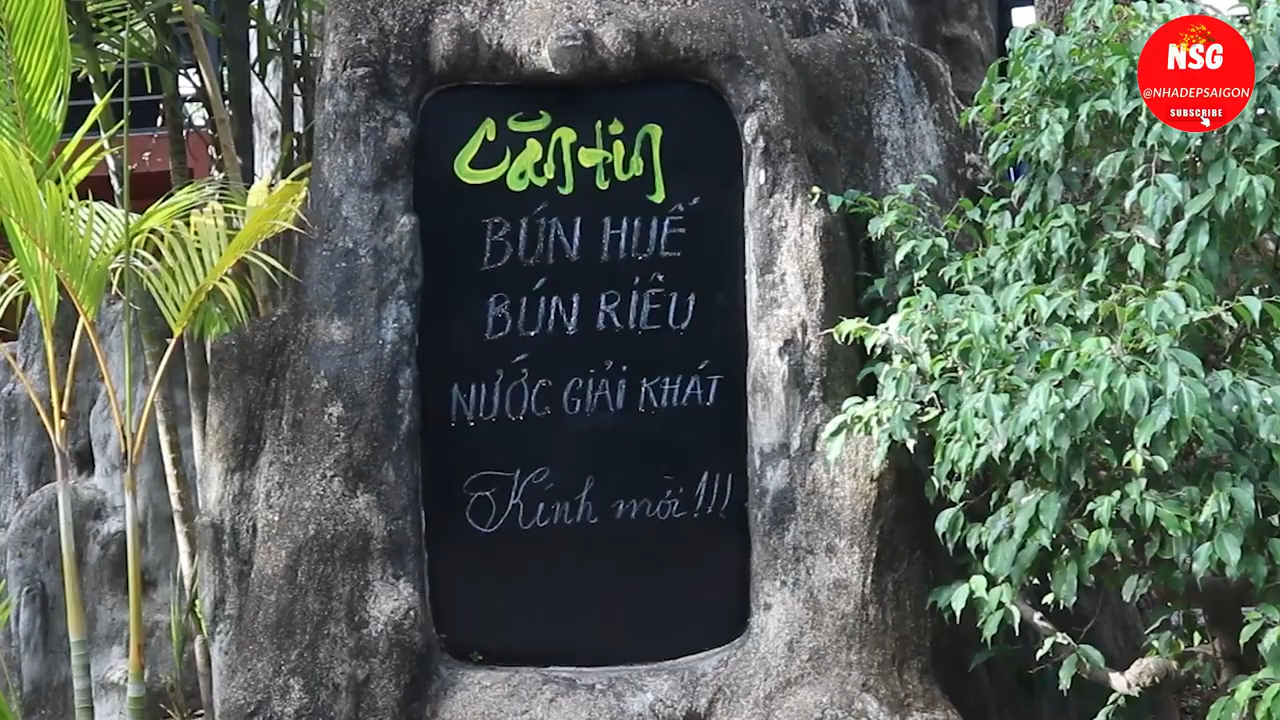 Căn tin
BÚN HUẾ
BÚN RIÊU
NƯỚC GIẢI KHÁT
Kính mời!!!
NSG
@NHADEPSAIGON
SUBSCRIBE